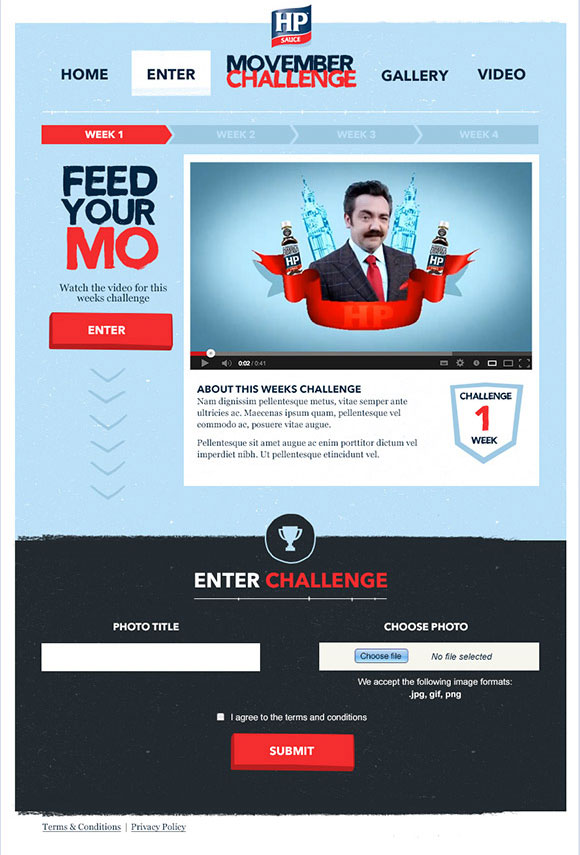 HP
SAUCE
HOME
ENTER
MOVEMBER
CHALLENGE
GALLERY
VIDEO
WEEK 1
WEEK 2
WEEK 3
WEEK 4
FEED
YOUR
MO
Watch the video for this
weeks challenge
ENTER
HP
HP
HP
0:02 / 0:41
ABOUT THIS WEEKS CHALLENGE
Nam dignissim pellentesque metus, vitae semper ante
ultricies ac. Maecenas ipsum quam, pellentesque vel
commodo ac, posuere vitae augue.
Pellentesque sit amet augue ac enim porttitor dictum vel
imperdiet nibh. Ut pellentesque etincidunt vel.
CHALLENGE
1
WEEK
ENTER CHALLENGE
PHOTO TITLE
CHOOSE PHOTO
Choose file
No file selected
We accept the following image formats:
.jpg, gif, png
I agree to the terms and conditions
SUBMIT
Terms & Conditions | Privacy Policy